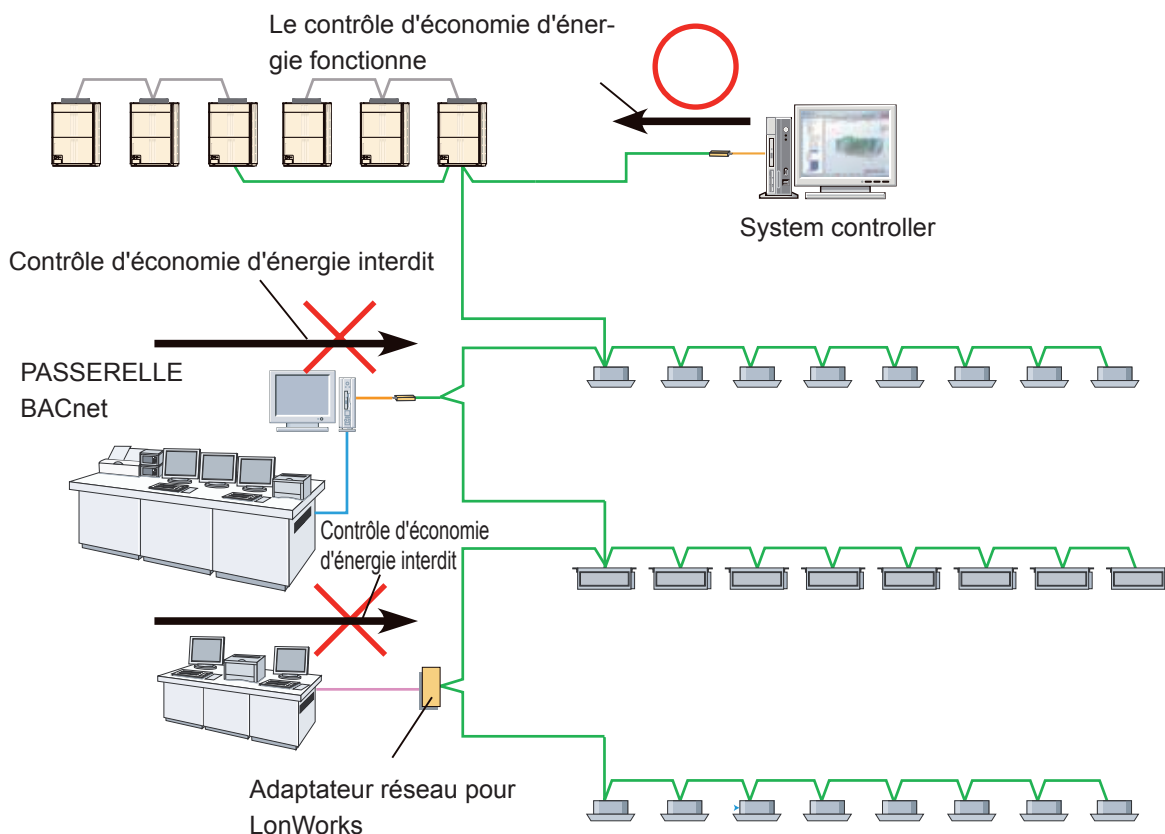 Le contrôle d'économie d'éner-
gie fonctionne
System controller
Contrôle d'économie d'énergie interdit
PASSERELLE
BACnet
Contrôle d'économie
d'énergie interdit
Adaptateur réseau pour
LonWorks